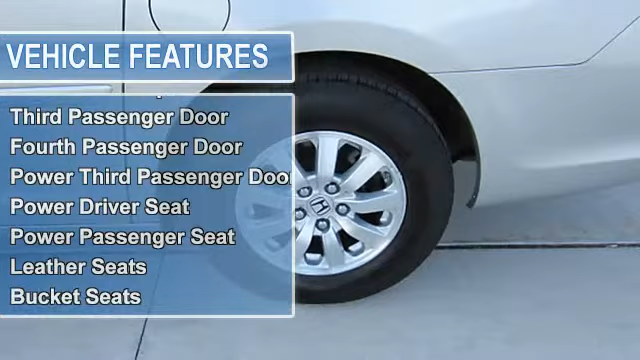 VEHICLE FEATURES
Third Passenger Door
Fourth Passenger Door
Power Third Passenger Door
Power Driver Seat
Power Passenger Seat
Leather Seats
Bucket Seats